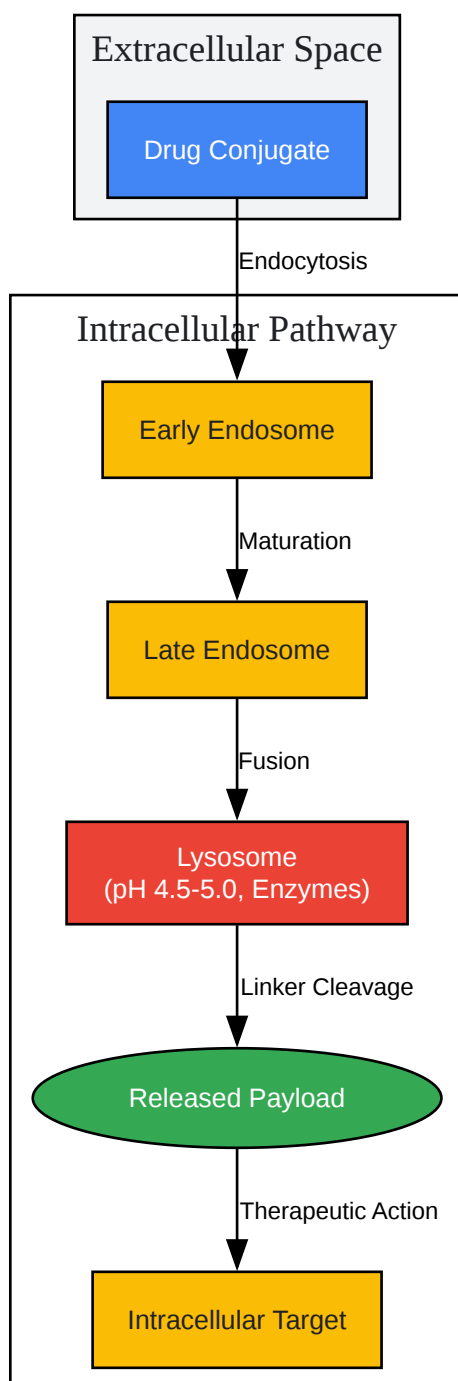 Extracellular Space
Drug Conjugate
Endocytosis
Intracellular Pathway
Early Endosome
Maturation
Late Endosome
Fusion
Lysosome
(pH 4.5-5.0, Enzymes)
Linker Cleavage
Released Payload
Therapeutic Action
Intracellular Target